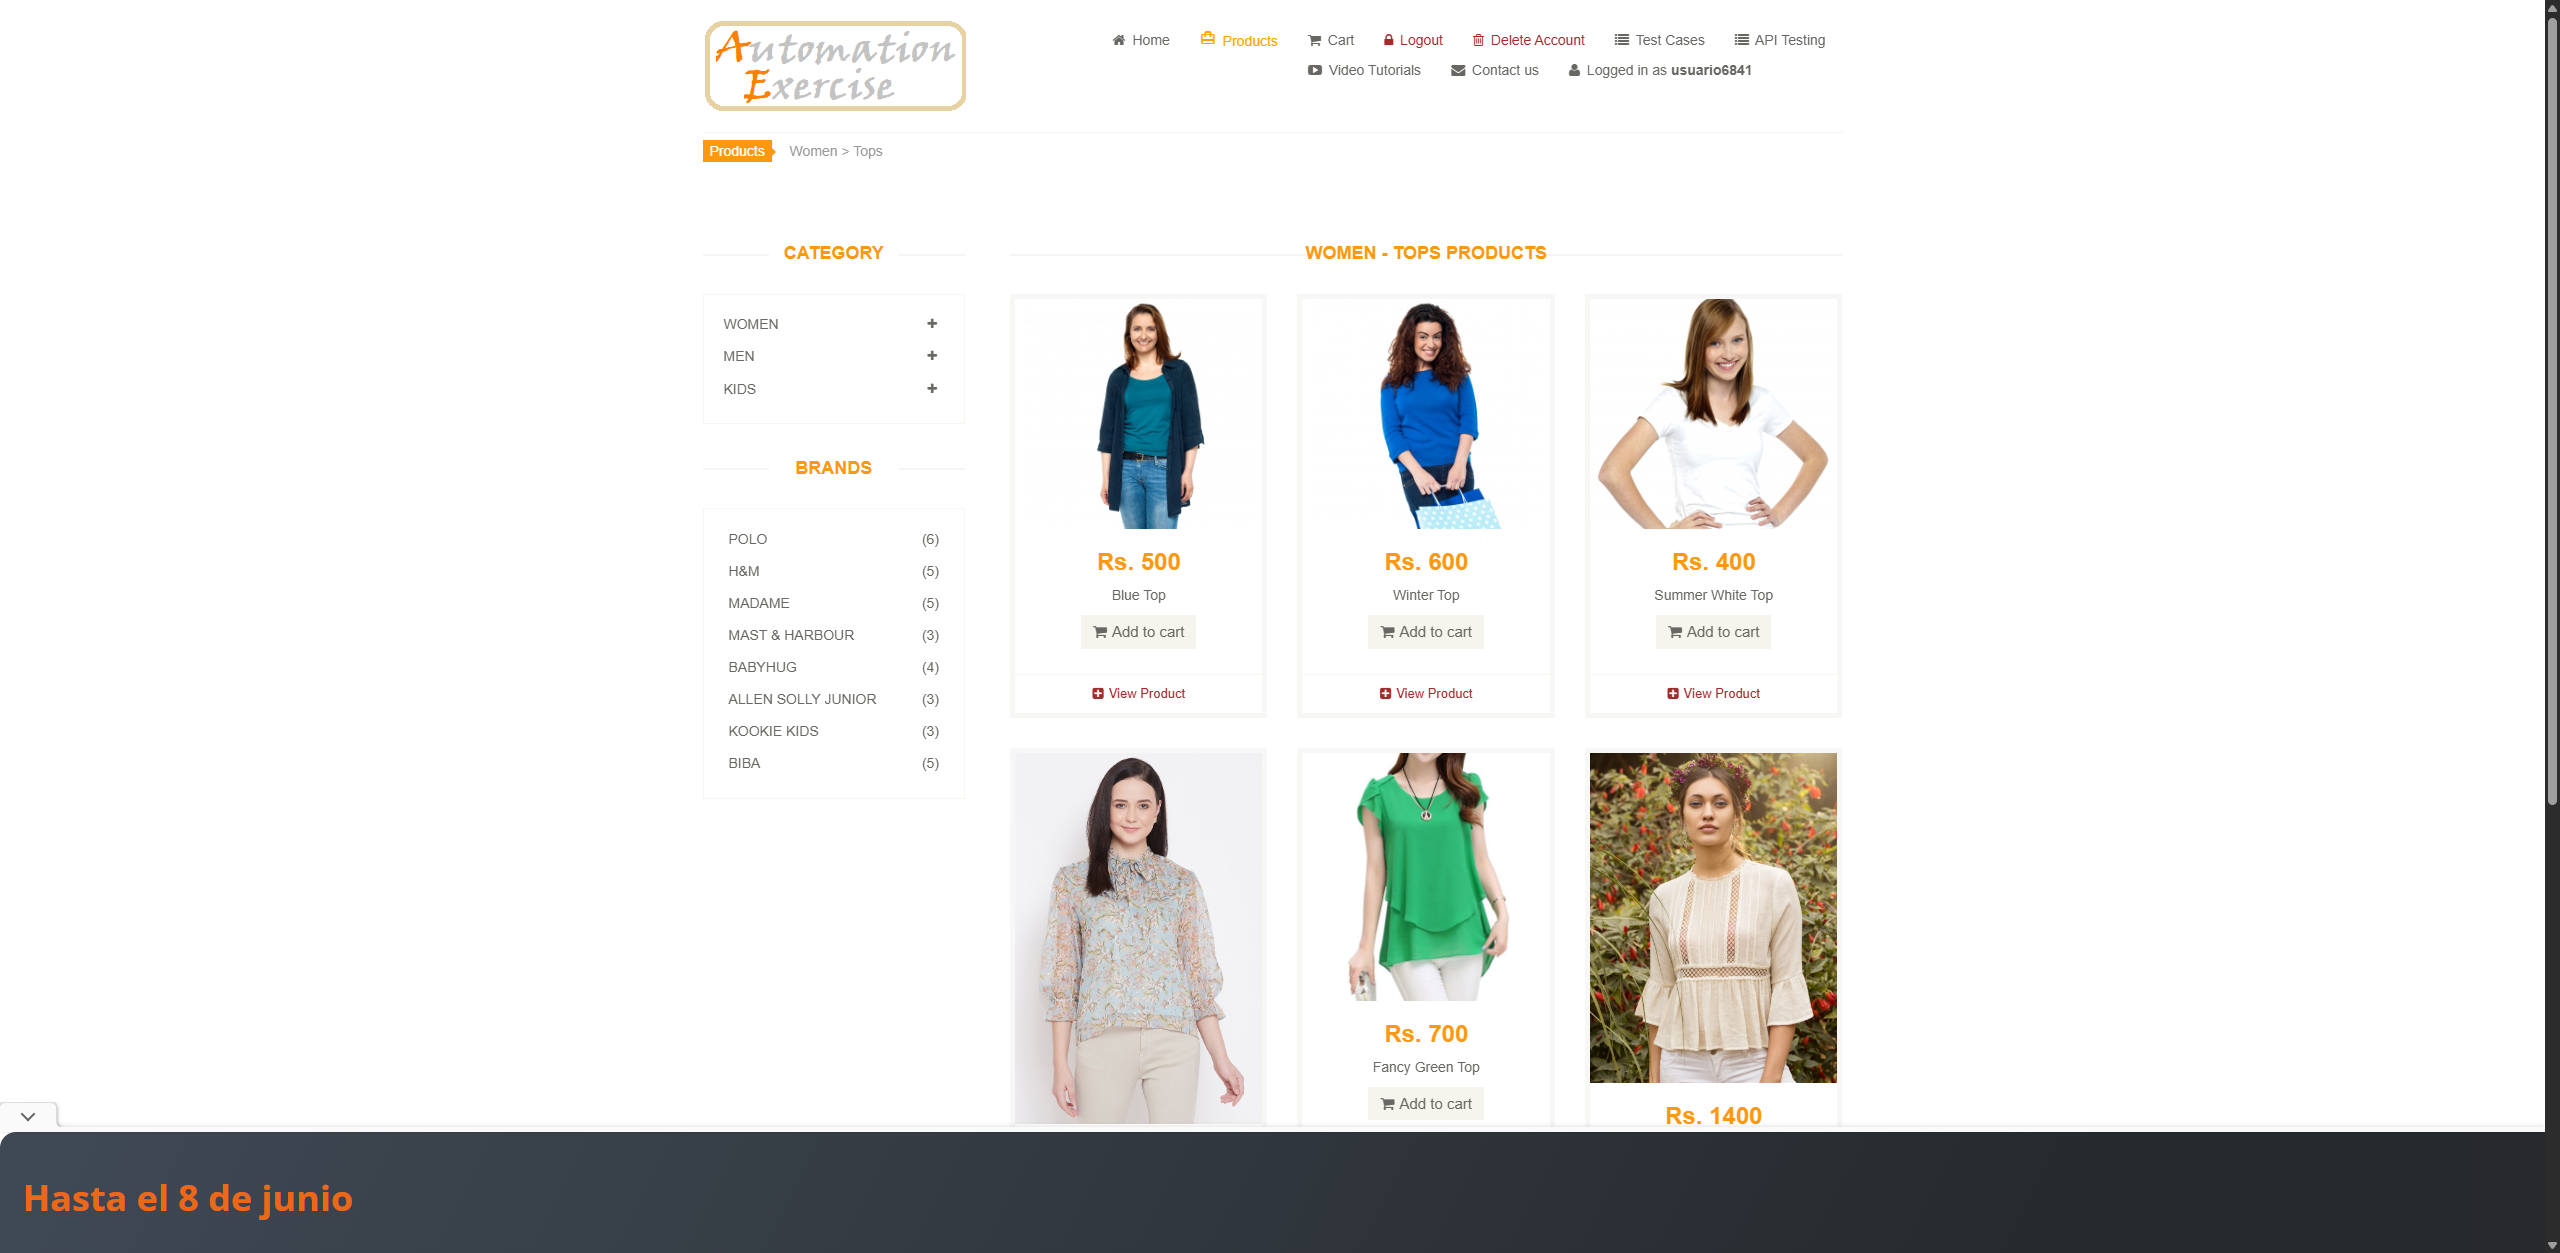 Automation
Exercise
Home
Products
Cart
Logout
Delete Account
Test Cases
API Testing
Video Tutorials
Contact us
Logged in as usuario6841
Products
Women > Tops
CATEGORY
WOMEN
MEN
KIDS
BRANDS
POLO (6)
H&M (5)
MADAME (5)
MAST & HARBOUR (3)
BABYHUG (4)
ALLEN SOLLY JUNIOR (3)
KOOKIE KIDS (3)
BIBA (5)
WOMEN - TOPS PRODUCTS
Rs. 500
Blue Top
Add to cart
View Product
Rs. 600
Winter Top
Add to cart
View Product
Rs. 400
Summer White Top
Add to cart
View Product
Rs. 700
Fancy Green Top
Add to cart
Rs. 1400
Hasta el 8 de junio